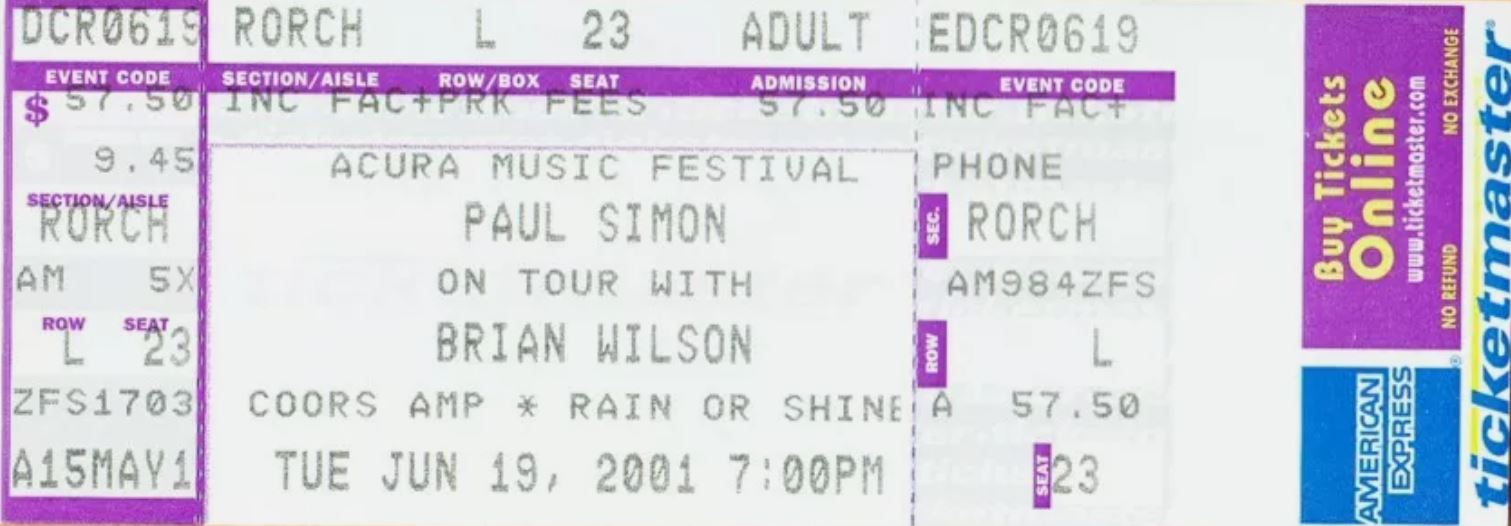 DCR0619 RORCH L 23 ADULT EDCR0619
EVENT CODE SECTION/AISLE ROW/BOX SEAT ADMISSION EVENT CODE
$ 57.50 INC FAC+PRK FEES 57.50 INC FAC+
9.45 ACURA MUSIC FESTIVAL PHONE
SECTION/AISLE
RORCH PAUL SIMON SEC. RORCH
AM 5X ON TOUR WITH AM984ZFS
ROW SEAT
L 23 BRIAN WILSON ROW L
ZFS1703 COORS AMP * RAIN OR SHINE A 57.50
A15MAY1 TUE JUN 19, 2001 7:00PM SEAT 23
Buy Tickets
Online
www.ticketmaster.com
NO REFUND NO EXCHANGE
AMERICAN
EXPRESS
®
ticketmaster